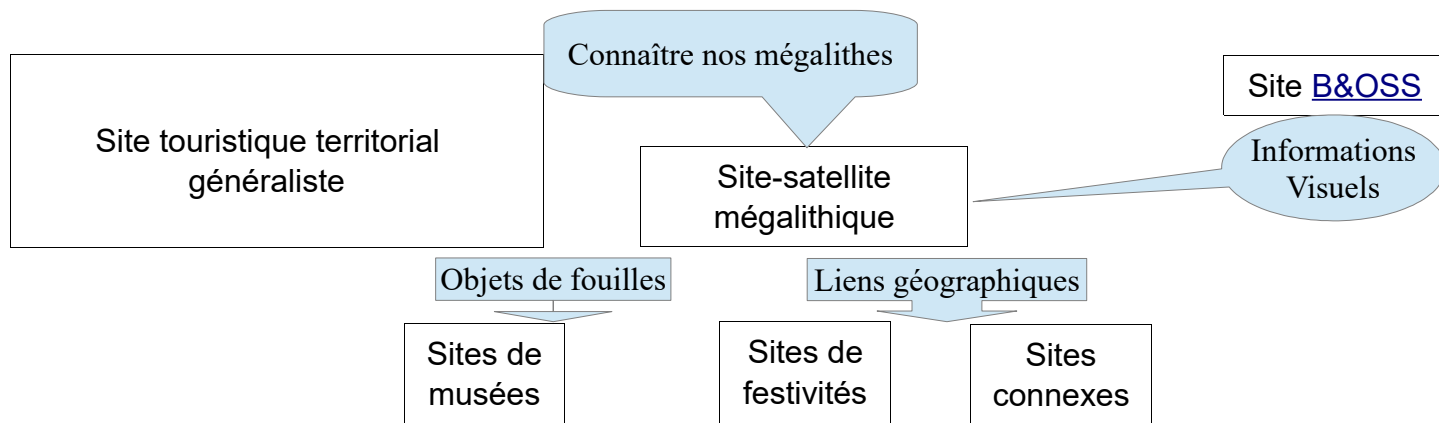 Connaître nos mégalithes
Site touristique territorial
généraliste
Site-satellite
mégalithique
Site B&OSS
Informations
Visuels
Objets de fouilles
Liens géographiques
Sites de
musées
Sites de
festivités
Sites
connexes